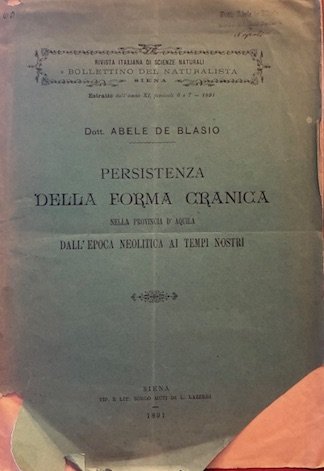 RIVISTA ITALIANA DI SCIENZE NATURALI
E BOLLETTINO DEL NATURALISTA
SIENA
Estratto dall'anno XI, fascicoli 6 e 7 — 1891
Dott. ABELE DE BLASIO
PERSISTENZA
DELLA FORMA CRANICA
NELLA PROVINCIA D'AQUILA
DALL'EPOCA NEOLITICA AI TEMPI NOSTRI
SIENA
TIP. E LIT. SORDO MUTI DI L. LAZZERI
1891